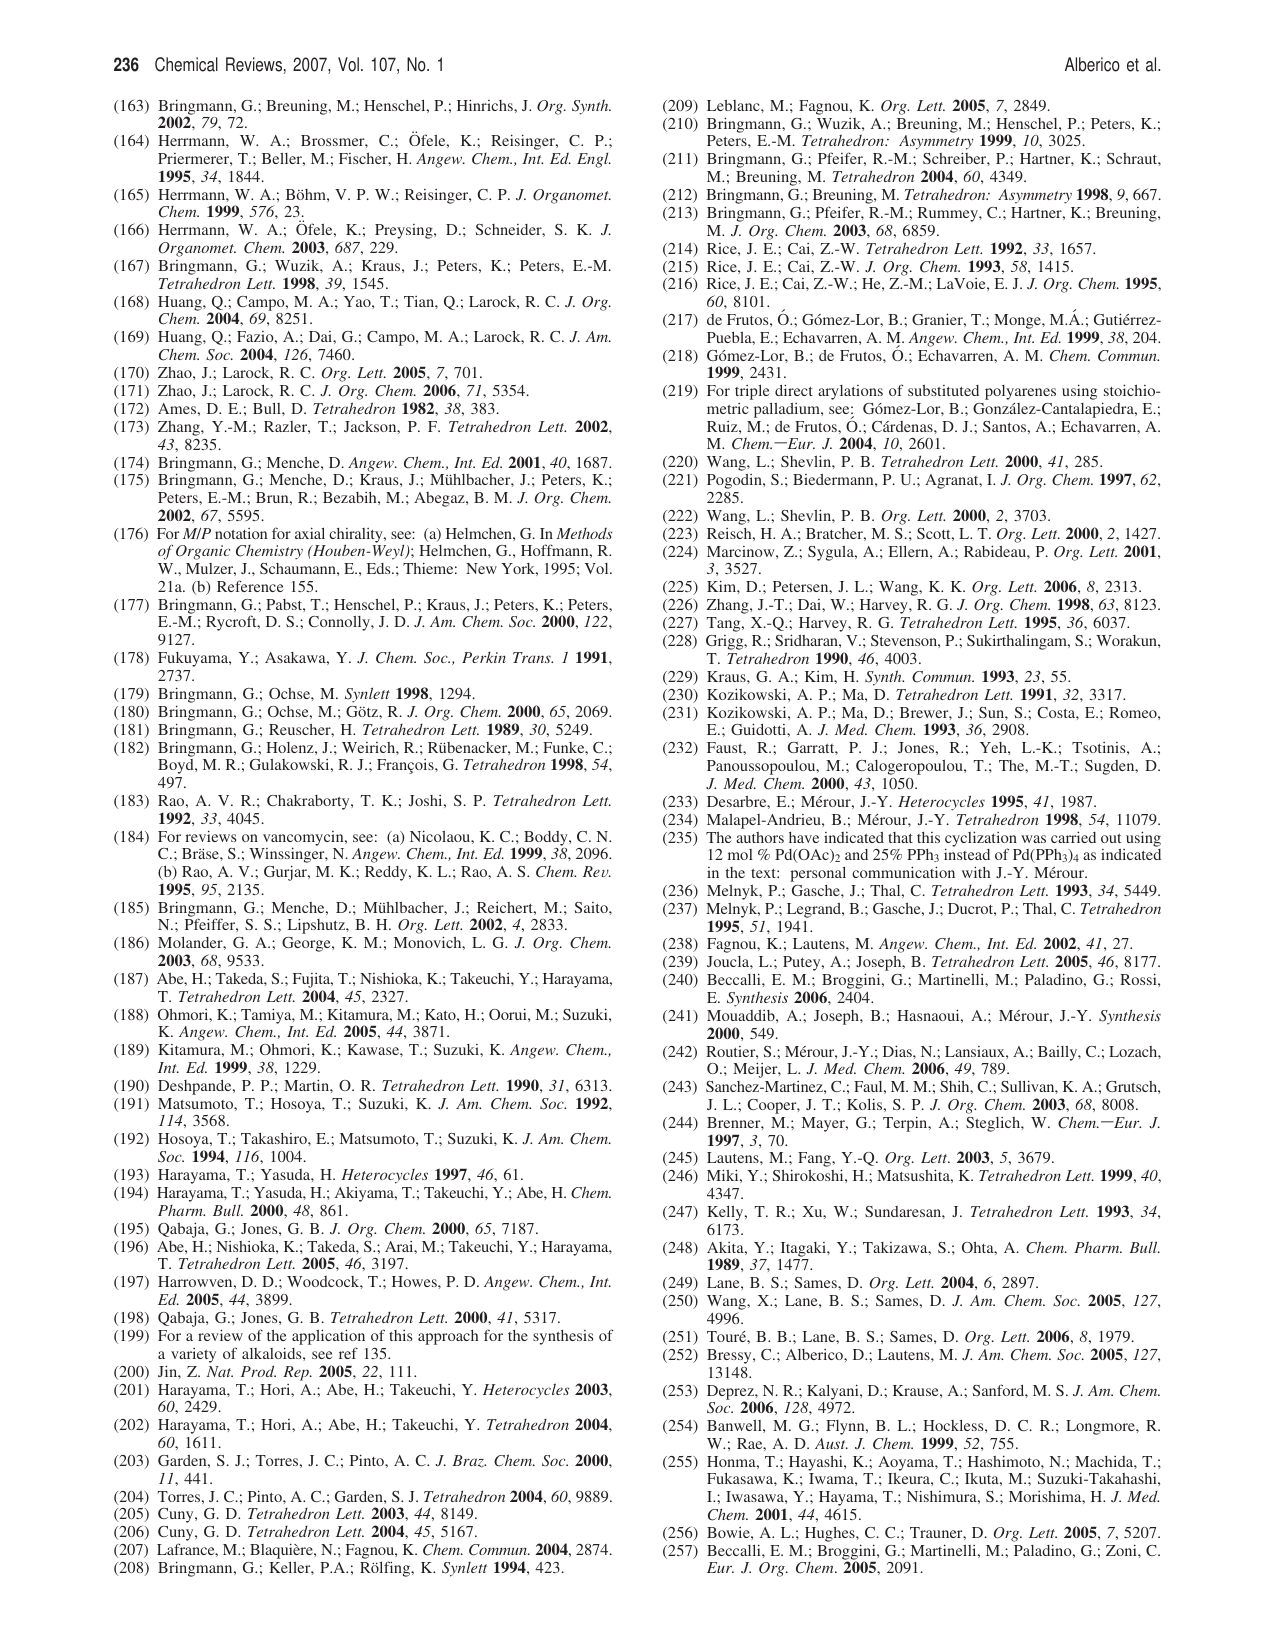 236 Chemical Reviews, 2007, Vol. 107, No. 1
Alberico et al.
(163) Bringmann, G.; Breuning, M.; Henschel, P.; Hinrichs, J. Org. Synth.
2002, 79, 72.
(164) Herrmann, W. A.; Brossmer, C.; Öfele, K.; Reisinger, C. P.;
Priermerer, T.; Beller, M.; Fischer, H. Angew. Chem., Int. Ed. Engl.
1995, 34, 1844.
(165) Herrmann, W. A.; Böhm, V. P. W.; Reisinger, C. P. J. Organomet.
Chem. 1999, 576, 23.
(166) Herrmann, W. A.; Öfele, K.; Preysing, D.; Schneider, S. K. J.
Organomet. Chem. 2003, 687, 229.
(167) Bringmann, G.; Wuzik, A.; Kraus, J.; Peters, K.; Peters, E.-M.
Tetrahedron Lett. 1998, 39, 1545.
(168) Huang, Q.; Campo, M. A.; Yao, T.; Tian, Q.; Larock, R. C. J. Org.
Chem. 2004, 69, 8251.
(169) Huang, Q.; Fazio, A.; Dai, G.; Campo, M. A.; Larock, R. C. J. Am.
Chem. Soc. 2004, 126, 7460.
(170) Zhao, J.; Larock, R. C. Org. Lett. 2005, 7, 701.
(171) Zhao, J.; Larock, R. C. J. Org. Chem. 2006, 71, 5354.
(172) Ames, D. E.; Bull, D. Tetrahedron 1982, 38, 383.
(173) Zhang, Y.-M.; Razler, T.; Jackson, P. F. Tetrahedron Lett. 2002,
43, 8235.
(174) Bringmann, G.; Menche, D. Angew. Chem., Int. Ed. 2001, 40, 1687.
(175) Bringmann, G.; Menche, D.; Kraus, J.; Mühlbacher, J.; Peters, K.;
Peters, E.-M.; Brun, R.; Bezabih, M.; Abegaz, B. M. J. Org. Chem.
2002, 67, 5595.
(176) For M/P notation for axial chirality, see: (a) Helmchen, G. In Methods
of Organic Chemistry (Houben-Weyl); Helmchen, G., Hoffmann, R.
W., Mulzer, J., Schaumann, E., Eds.; Thieme: New York, 1995; Vol.
21a. (b) Reference 155.
(177) Bringmann, G.; Pabst, T.; Henschel, P.; Kraus, J.; Peters, K.; Peters,
E.-M.; Rycroft, D. S.; Connolly, J. D. J. Am. Chem. Soc. 2000, 122,
9127.
(178) Fukuyama, Y.; Asakawa, Y. J. Chem. Soc., Perkin Trans. 1 1991,
2737.
(179) Bringmann, G.; Ochse, M. Synlett 1998, 1294.
(180) Bringmann, G.; Ochse, M.; Götz, R. J. Org. Chem. 2000, 65, 2069.
(181) Bringmann, G.; Reuscher, H. Tetrahedron Lett. 1989, 30, 5249.
(182) Bringmann, G.; Holenz, J.; Weirich, R.; Rübenacker, M.; Funke, C.;
Boyd, M. R.; Gulakowski, R. J.; François, G. Tetrahedron 1998, 54,
497.
(183) Rao, A. V. R.; Chakraborty, T. K.; Joshi, S. P. Tetrahedron Lett.
1992, 33, 4045.
(184) For reviews on vancomycin, see: (a) Nicolaou, K. C.; Boddy, C. N.
C.; Bräse, S.; Winssinger, N. Angew. Chem., Int. Ed. 1999, 38, 2096.
(b) Rao, A. V.; Gurjar, M. K.; Reddy, K. L.; Rao, A. S. Chem. Rev.
1995, 95, 2135.
(185) Bringmann, G.; Menche, D.; Mühlbacher, J.; Reichert, M.; Saito,
N.; Pfeiffer, S. S.; Lipshutz, B. H. Org. Lett. 2002, 4, 2833.
(186) Molander, G. A.; George, K. M.; Monovich, L. G. J. Org. Chem.
2003, 68, 9533.
(187) Abe, H.; Takeda, S.; Fujita, T.; Nishioka, K.; Takeuchi, Y.; Harayama,
T. Tetrahedron Lett. 2004, 45, 2327.
(188) Ohmori, K.; Tamiya, M.; Kitamura, M.; Kato, H.; Oorui, M.; Suzuki,
K. Angew. Chem., Int. Ed. 2005, 44, 3871.
(189) Kitamura, M.; Ohmori, K.; Kawase, T.; Suzuki, K. Angew. Chem.,
Int. Ed. 1999, 38, 1229.
(190) Deshpande, P. P.; Martin, O. R. Tetrahedron Lett. 1990, 31, 6313.
(191) Matsumoto, T.; Hosoya, T.; Suzuki, K. J. Am. Chem. Soc. 1992,
114, 3568.
(192) Hosoya, T.; Takashiro, E.; Matsumoto, T.; Suzuki, K. J. Am. Chem.
Soc. 1994, 116, 1004.
(193) Harayama, T.; Yasuda, H. Heterocycles 1997, 46, 61.
(194) Harayama, T.; Yasuda, H.; Akiyama, T.; Takeuchi, Y.; Abe, H. Chem.
Pharm. Bull. 2000, 48, 861.
(195) Qabaja, G.; Jones, G. B. J. Org. Chem. 2000, 65, 7187.
(196) Abe, H.; Nishioka, K.; Takeda, S.; Arai, M.; Takeuchi, Y.; Harayama,
T. Tetrahedron Lett. 2005, 46, 3197.
(197) Harrowven, D. D.; Woodcock, T.; Howes, P. D. Angew. Chem., Int.
Ed. 2005, 44, 3899.
(198) Qabaja, G.; Jones, G. B. Tetrahedron Lett. 2000, 41, 5317.
(199) For a review of the application of this approach for the synthesis of
a variety of alkaloids, see ref 135.
(200) Jin, Z. Nat. Prod. Rep. 2005, 22, 111.
(201) Harayama, T.; Hori, A.; Abe, H.; Takeuchi, Y. Heterocycles 2003,
60, 2429.
(202) Harayama, T.; Hori, A.; Abe, H.; Takeuchi, Y. Tetrahedron 2004,
60, 1611.
(203) Garden, S. J.; Torres, J. C.; Pinto, A. C. J. Braz. Chem. Soc. 2000,
11, 441.
(204) Torres, J. C.; Pinto, A. C.; Garden, S. J. Tetrahedron 2004, 60, 9889.
(205) Cuny, G. D. Tetrahedron Lett. 2003, 44, 8149.
(206) Cuny, G. D. Tetrahedron Lett. 2004, 45, 5167.
(207) Lafrance, M.; Blaquière, N.; Fagnou, K. Chem. Commun. 2004, 2874.
(208) Bringmann, G.; Keller, P.A.; Rölfing, K. Synlett 1994, 423.
(209) Leblanc, M.; Fagnou, K. Org. Lett. 2005, 7, 2849.
(210) Bringmann, G.; Wuzik, A.; Breuning, M.; Henschel, P.; Peters, K.;
Peters, E.-M. Tetrahedron: Asymmetry 1999, 10, 3025.
(211) Bringmann, G.; Pfeifer, R.-M.; Schreiber, P.; Hartner, K.; Schraut,
M.; Breuning, M. Tetrahedron 2004, 60, 4349.
(212) Bringmann, G.; Breuning, M. Tetrahedron: Asymmetry 1998, 9, 667.
(213) Bringmann, G.; Pfeifer, R.-M.; Rummey, C.; Hartner, K.; Breuning,
M. J. Org. Chem. 2003, 68, 6859.
(214) Rice, J. E.; Cai, Z.-W. Tetrahedron Lett. 1992, 33, 1657.
(215) Rice, J. E.; Cai, Z.-W. J. Org. Chem. 1993, 58, 1415.
(216) Rice, J. E.; Cai, Z.-W.; He, Z.-M.; LaVoie, E. J. J. Org. Chem. 1995,
60, 8101.
(217) de Frutos, Ó.; Gómez-Lor, B.; Granier, T.; Monge, M.Á.; Gutiérrez-
Puebla, E.; Echavarren, A. M. Angew. Chem., Int. Ed. 1999, 38, 204.
(218) Gómez-Lor, B.; de Frutos, Ó.; Echavarren, A. M. Chem. Commun.
1999, 2431.
(219) For triple direct arylations of substituted polyarenes using stoichio-
metric palladium, see: Gómez-Lor, B.; González-Cantalapiedra, E.;
Ruiz, M.; de Frutos, Ó.; Cárdenas, D. J.; Santos, A.; Echavarren, A.
M. Chem.—Eur. J. 2004, 10, 2601.
(220) Wang, L.; Shevlin, P. B. Tetrahedron Lett. 2000, 41, 285.
(221) Pogodin, S.; Biedermann, P. U.; Agranat, I. J. Org. Chem. 1997, 62,
2285.
(222) Wang, L.; Shevlin, P. B. Org. Lett. 2000, 2, 3703.
(223) Reisch, H. A.; Bratcher, M. S.; Scott, L. T. Org. Lett. 2000, 2, 1427.
(224) Marcinow, Z.; Sygula, A.; Ellern, A.; Rabideau, P. Org. Lett. 2001,
3, 3527.
(225) Kim, D.; Petersen, J. L.; Wang, K. K. Org. Lett. 2006, 8, 2313.
(226) Zhang, J.-T.; Dai, W.; Harvey, R. G. J. Org. Chem. 1998, 63, 8123.
(227) Tang, X.-Q.; Harvey, R. G. Tetrahedron Lett. 1995, 36, 6037.
(228) Grigg, R.; Sridharan, V.; Stevenson, P.; Sukirthalingam, S.; Worakun,
T. Tetrahedron 1990, 46, 4003.
(229) Kraus, G. A.; Kim, H. Synth. Commun. 1993, 23, 55.
(230) Kozikowski, A. P.; Ma, D. Tetrahedron Lett. 1991, 32, 3317.
(231) Kozikowski, A. P.; Ma, D.; Brewer, J.; Sun, S.; Costa, E.; Romeo,
E.; Guidotti, A. J. Med. Chem. 1993, 36, 2908.
(232) Faust, R.; Garratt, P. J.; Jones, R.; Yeh, L.-K.; Tsotinis, A.;
Panoussopoulou, M.; Calogeropoulou, T.; The, M.-T.; Sugden, D.
J. Med. Chem. 2000, 43, 1050.
(233) Desarbre, E.; Mérour, J.-Y. Heterocycles 1995, 41, 1987.
(234) Malapel-Andrieu, B.; Mérour, J.-Y. Tetrahedron 1998, 54, 11079.
(235) The authors have indicated that this cyclization was carried out using
12 mol % Pd(OAc)2 and 25% PPh3 instead of Pd(PPh3)4 as indicated
in the text: personal communication with J.-Y. Mérour.
(236) Melnyk, P.; Gasche, J.; Thal, C. Tetrahedron Lett. 1993, 34, 5449.
(237) Melnyk, P.; Legrand, B.; Gasche, J.; Ducrot, P.; Thal, C. Tetrahedron
1995, 51, 1941.
(238) Fagnou, K.; Lautens, M. Angew. Chem., Int. Ed. 2002, 41, 27.
(239) Joucla, L.; Putey, A.; Joseph, B. Tetrahedron Lett. 2005, 46, 8177.
(240) Beccalli, E. M.; Broggini, G.; Martinelli, M.; Paladino, G.; Rossi,
E. Synthesis 2006, 2404.
(241) Mouaddib, A.; Joseph, B.; Hasnaoui, A.; Mérour, J.-Y. Synthesis
2000, 549.
(242) Routier, S.; Mérour, J.-Y.; Dias, N.; Lansiaux, A.; Bailly, C.; Lozach,
O.; Meijer, L. J. Med. Chem. 2006, 49, 789.
(243) Sanchez-Martinez, C.; Faul, M. M.; Shih, C.; Sullivan, K. A.; Grutsch,
J. L.; Cooper, J. T.; Kolis, S. P. J. Org. Chem. 2003, 68, 8008.
(244) Brenner, M.; Mayer, G.; Terpin, A.; Steglich, W. Chem.—Eur. J.
1997, 3, 70.
(245) Lautens, M.; Fang, Y.-Q. Org. Lett. 2003, 5, 3679.
(246) Miki, Y.; Shirokoshi, H.; Matsushita, K. Tetrahedron Lett. 1999, 40,
4347.
(247) Kelly, T. R.; Xu, W.; Sundaresan, J. Tetrahedron Lett. 1993, 34,
6173.
(248) Akita, Y.; Itagaki, Y.; Takizawa, S.; Ohta, A. Chem. Pharm. Bull.
1989, 37, 1477.
(249) Lane, B. S.; Sames, D. Org. Lett. 2004, 6, 2897.
(250) Wang, X.; Lane, B. S.; Sames, D. J. Am. Chem. Soc. 2005, 127,
4996.
(251) Touré, B. B.; Lane, B. S.; Sames, D. Org. Lett. 2006, 8, 1979.
(252) Bressy, C.; Alberico, D.; Lautens, M. J. Am. Chem. Soc. 2005, 127,
13148.
(253) Deprez, N. R.; Kalyani, D.; Krause, A.; Sanford, M. S. J. Am. Chem.
Soc. 2006, 128, 4972.
(254) Banwell, M. G.; Flynn, B. L.; Hockless, D. C. R.; Longmore, R.
W.; Rae, A. D. Aust. J. Chem. 1999, 52, 755.
(255) Honma, T.; Hayashi, K.; Aoyama, T.; Hashimoto, N.; Machida, T.;
Fukasawa, K.; Iwama, T.; Ikeura, C.; Ikuta, M.; Suzuki-Takahashi,
I.; Iwasawa, Y.; Hayama, T.; Nishimura, S.; Morishima, H. J. Med.
Chem. 2001, 44, 4615.
(256) Bowie, A. L.; Hughes, C. C.; Trauner, D. Org. Lett. 2005, 7, 5207.
(257) Beccalli, E. M.; Broggini, G.; Martinelli, M.; Paladino, G.; Zoni, C.
Eur. J. Org. Chem. 2005, 2091.